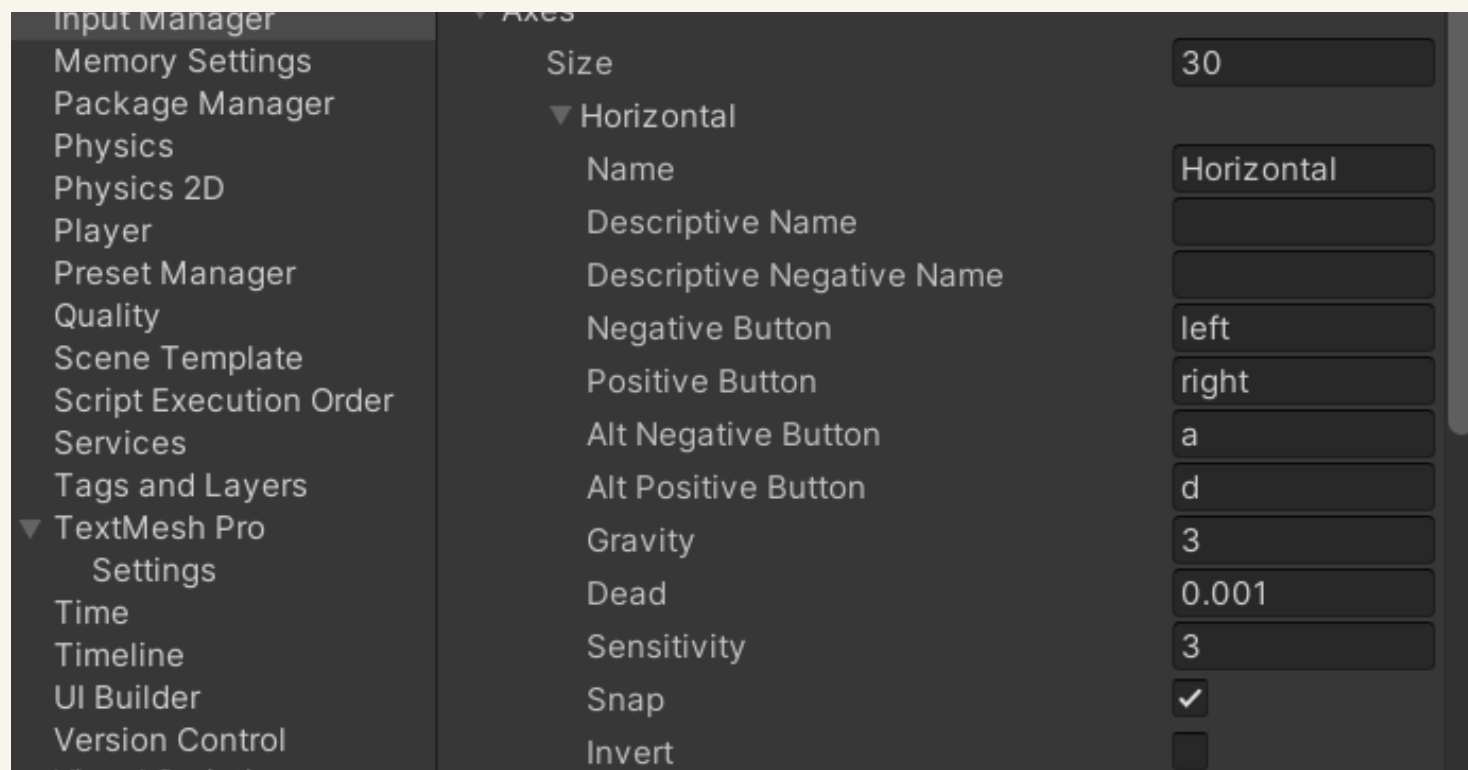 Input Manager
Memory Settings
Package Manager
Physics
Physics 2D
Player
Preset Manager
Quality
Scene Template
Script Execution Order
Services
Tags and Layers
TextMesh Pro
Settings
Time
Timeline
UI Builder
Version Control
Axes
Size 30
Horizontal
Name Horizontal
Descriptive Name
Descriptive Negative Name
Negative Button left
Positive Button right
Alt Negative Button a
Alt Positive Button d
Gravity 3
Dead 0.001
Sensitivity 3
Snap
Invert